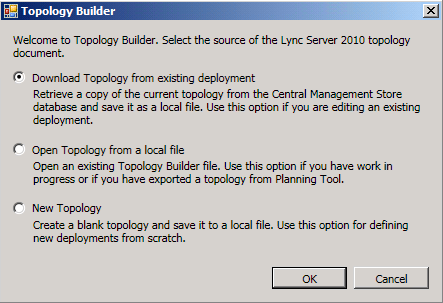 Topology Builder
Welcome to Topology Builder. Select the source of the Lync Server 2010 topology
document.
Download Topology from existing deployment
Retrieve a copy of the current topology from the Central Management Store
database and save it as a local file. Use this option if you are editing an existing
deployment.
Open Topology from a local file
Open an existing Topology Builder file. Use this option if you have work in
progress or if you have exported a topology from Planning Tool.
New Topology
Create a blank topology and save it to a local file. Use this option for defining
new deployments from scratch.
OK
Cancel